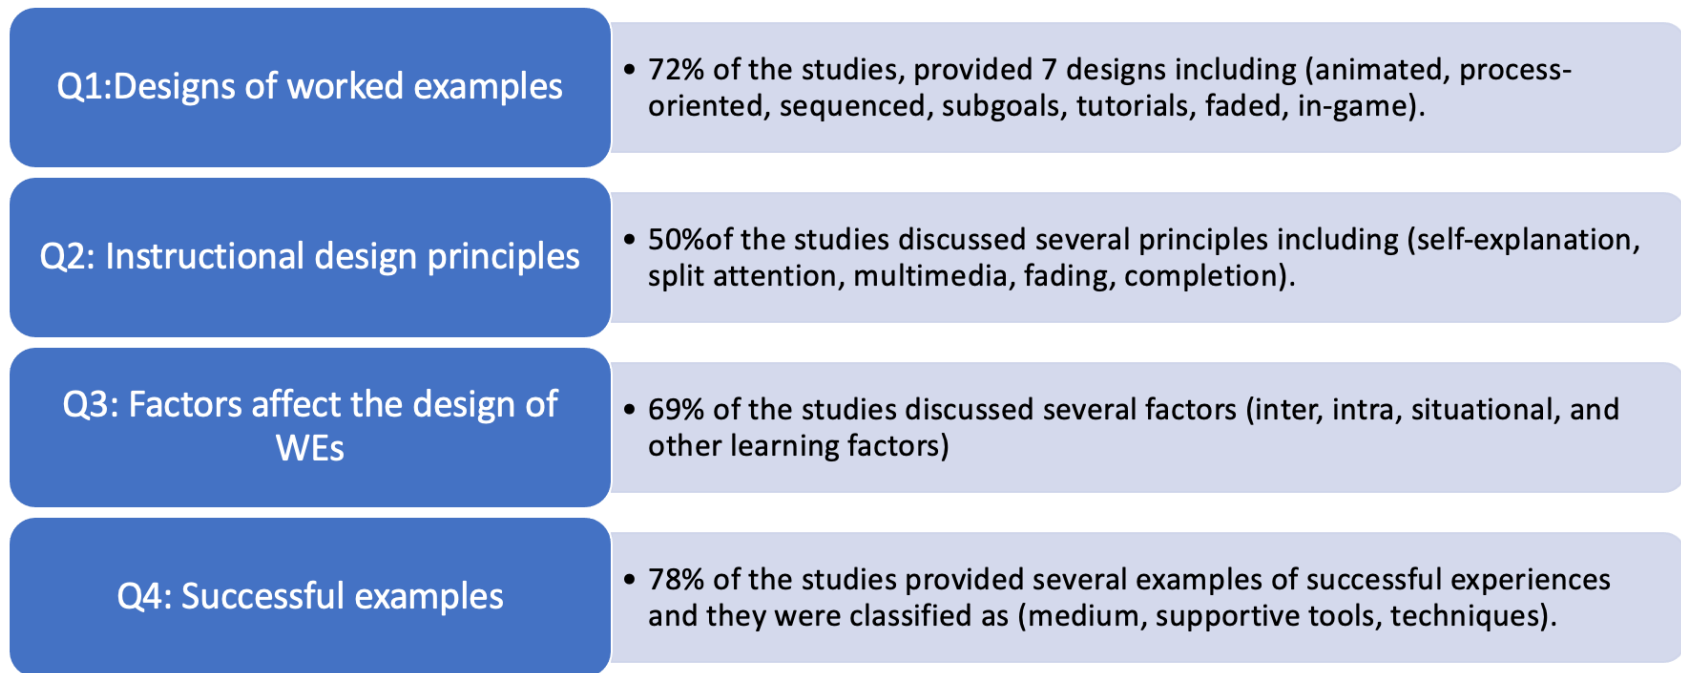 Q1:Designs of worked examples
• 72% of the studies, provided 7 designs including (animated, process-
oriented, sequenced, subgoals, tutorials, faded, in-game).
Q2: Instructional design principles
• 50%of the studies discussed several principles including (self-explanation,
split attention, multimedia, fading, completion).
Q3: Factors affect the design of
WEs
• 69% of the studies discussed several factors (inter, intra, situational, and
other learning factors)
Q4: Successful examples
• 78% of the studies provided several examples of successful experiences
and they were classified as (medium, supportive tools, techniques).